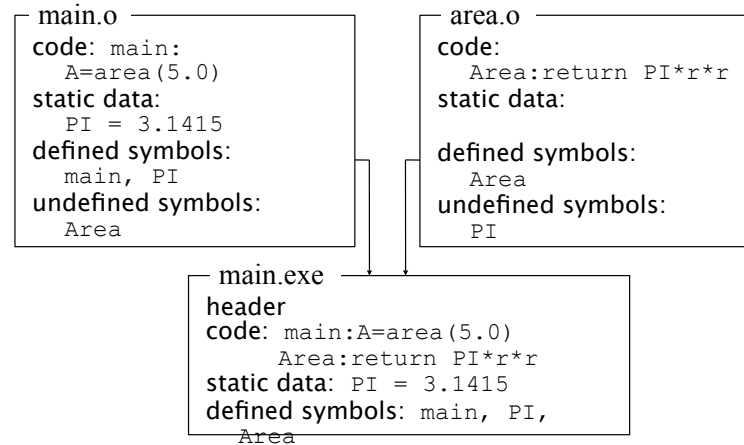 main.o
code: main:
A=area(5.0)
static data:
PI = 3.1415
defined symbols:
main, PI
undefined symbols:
Area
area.o
code:
Area:return PI*r*r
static data:
defined symbols:
Area
undefined symbols:
PI
main.exe
header
code: main:A=area(5.0)
Area:return PI*r*r
static data: PI = 3.1415
defined symbols: main, PI,
Area